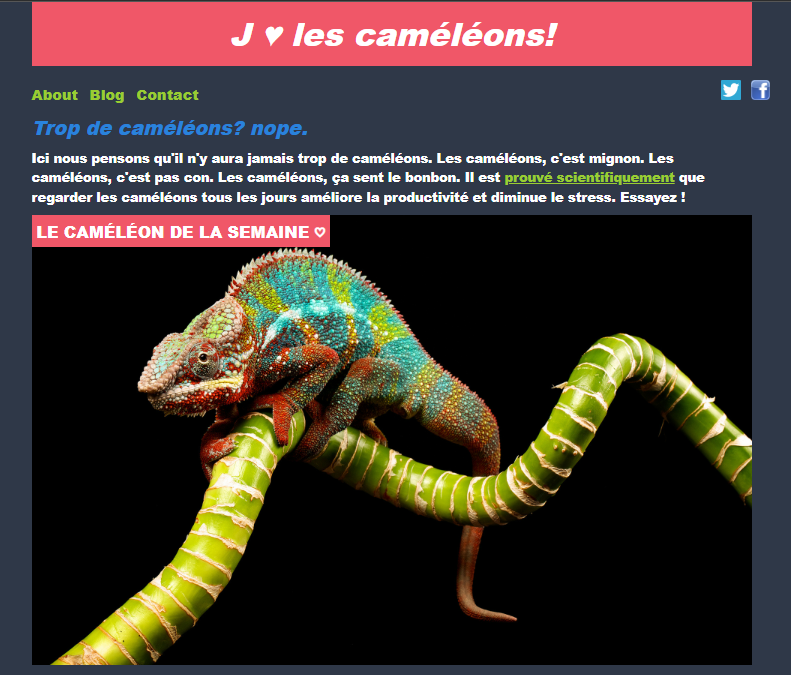 J ♥ les caméléons!
About Blog Contact
Trop de caméléons? nope.
Ici nous pensons qu'il n'y aura jamais trop de caméléons. Les caméléons, c'est mignon. Les
caméléons, c'est pas con. Les caméléons, ça sent le bonbon. Il est prouvé scientifiquement que
regarder les caméléons tous les jours améliore la productivité et diminue le stress. Essayez !
LE CAMÉLÉON DE LA SEMAINE ♡